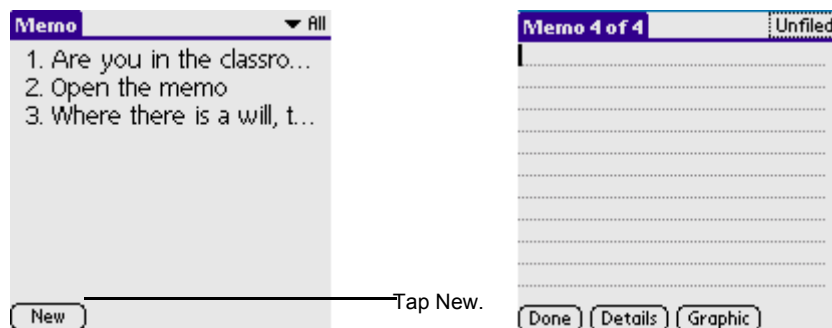 Memo ▼ All
1. Are you in the classro...
2. Open the memo
3. Where there is a will, t...
New
Tap New.
Memo 4 of 4 Unfiled
Done Details Graphic